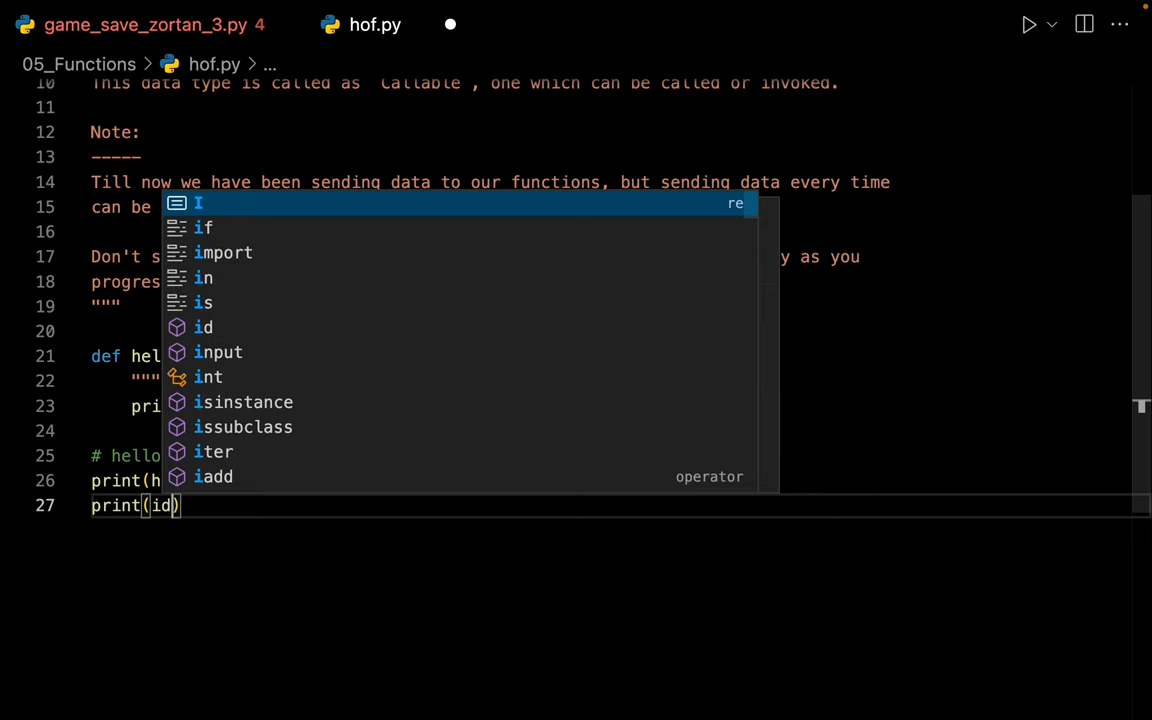 game_save_zortan_3.py 4 hof.py
05_Functions > hof.py > ...
10 This data type is called as `Callable`, one which can be called or invoked.
11
12 Note:
13 -----
14 Till now we have been sending data to our functions, but sending data every time
15 can be
16
17 Don't s y as you
18 progres
19 """
20
21 def hel
22 """
23 pri
24
25 # hello
26 print(h
27 print(id)
I re
if
import
in
is
id
input
int
isinstance
issubclass
iter
iadd operator